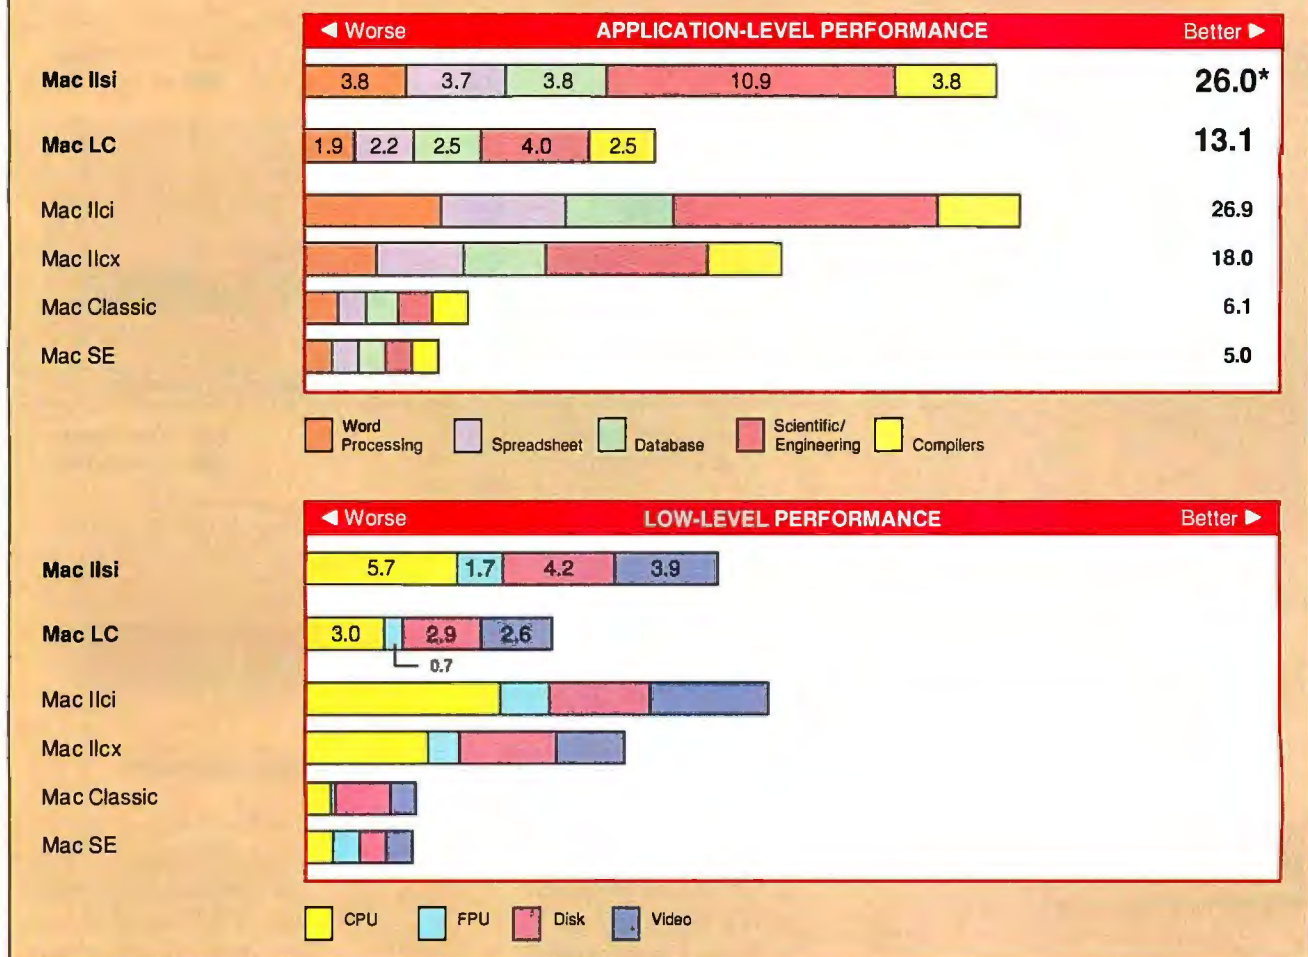 ◄ Worse APPLICATION-LEVEL PERFORMANCE Better ►
Mac IIsi 3.8 3.7 3.8 10.9 3.8 26.0*
Mac LC 1.9 2.2 2.5 4.0 2.5 13.1
Mac IIci 26.9
Mac IIcx 18.0
Mac Classic 6.1
Mac SE 5.0
Word Processing Spreadsheet Database Scientific/ Engineering Compilers
◄ Worse LOW-LEVEL PERFORMANCE Better ►
Mac IIsi 5.7 1.7 4.2 3.9
Mac LC 3.0 2.9 2.6
0.7
Mac IIci
Mac IIcx
Mac Classic
Mac SE
CPU FPU Disk Video